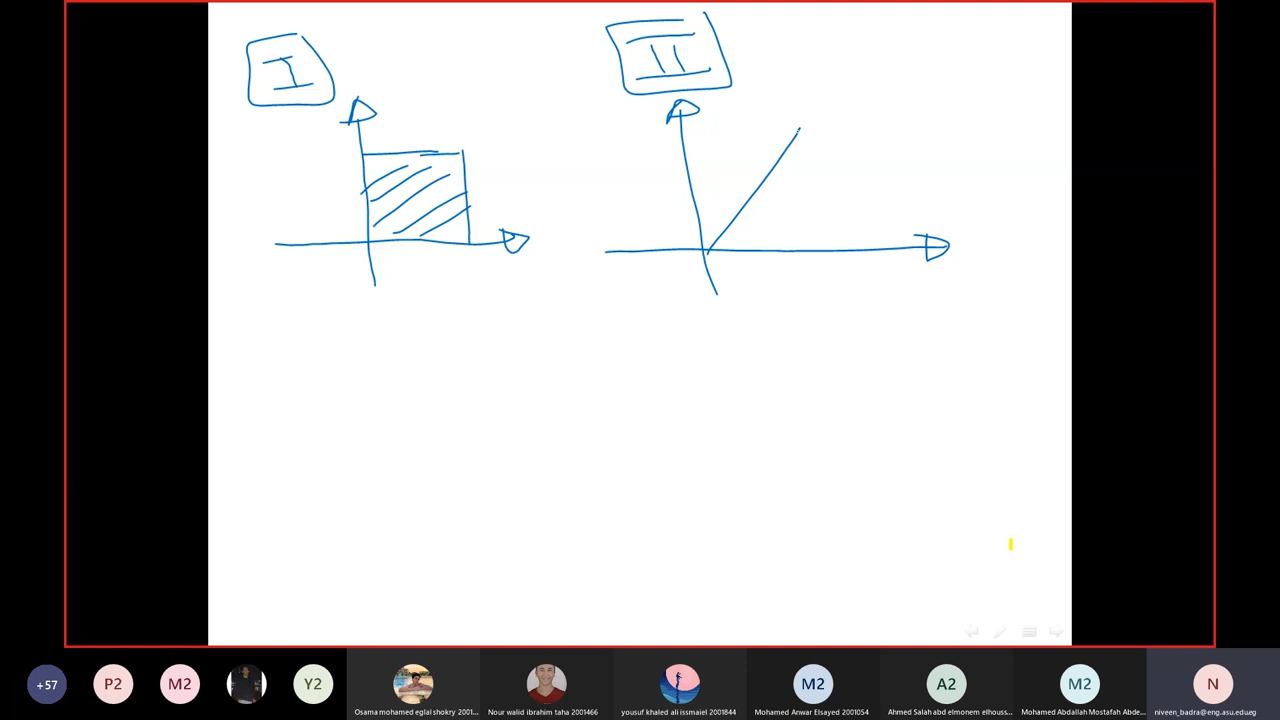 I
II
+57
P2
M2
Y2
M2
A2
M2
N
Osama mohamed eglal shokry 2001...
Nour walid ibrahim taha 2001466
yousuf khaled ali issmaiel 2001844
Mohamed Anwar Elsayed 2001054
Ahmed Salah abd elmonem elhouss...
Mohamed Abdallah Mostafah Abde...
niveen_badra@eng.asu.edueg